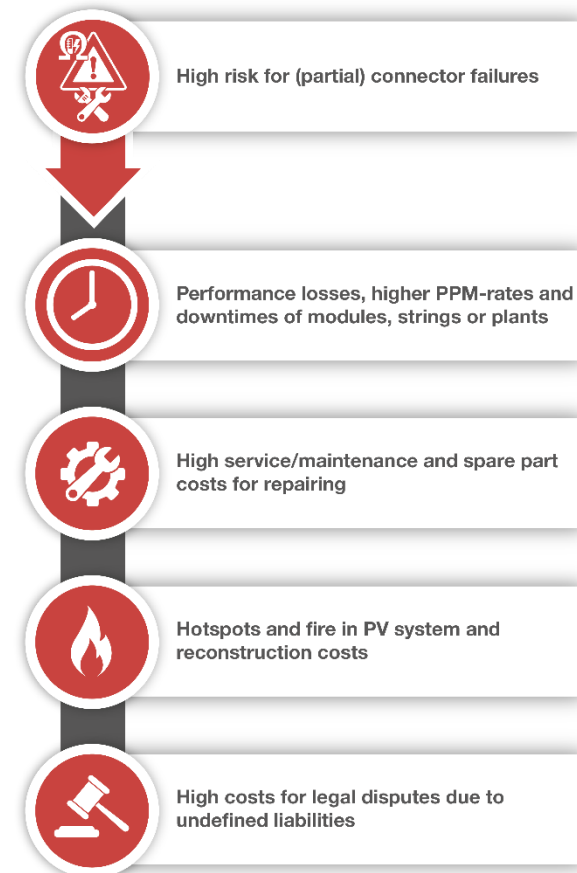 High risk for (partial) connector failures
Performance losses, higher PPM-rates and
downtimes of modules, strings or plants
High service/maintenance and spare part
costs for repairing
Hotspots and fire in PV system and
reconstruction costs
High costs for legal disputes due to
undefined liabilities